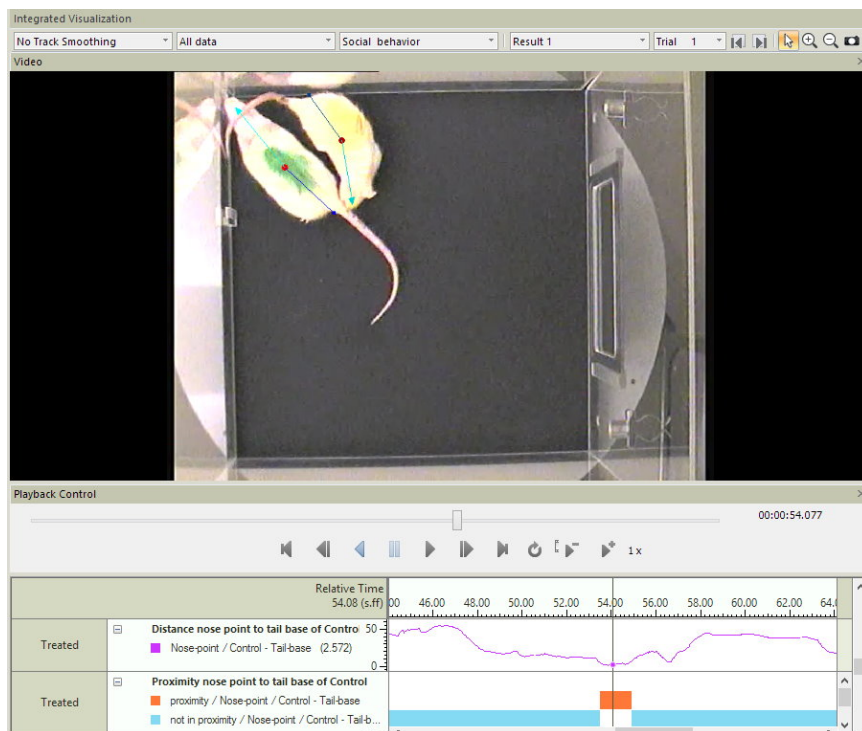 Integrated Visualization
No Track Smoothing All data Social behavior Result 1 Trial 1
Video
Playback Control
00:00:54.077
1 x
Relative Time
54.08 (s.ff) 00 46.00 48.00 50.00 52.00 54.00 56.00 58.00 60.00 62.00 64.
Treated Distance nose point to tail base of Contro 50
Nose-point / Control - Tail-base (2.572)
0
Proximity nose point to tail base of Control
Treated proximity / Nose-point / Control - Tail-base
not in proximity / Nose-point / Control - Tail-b...